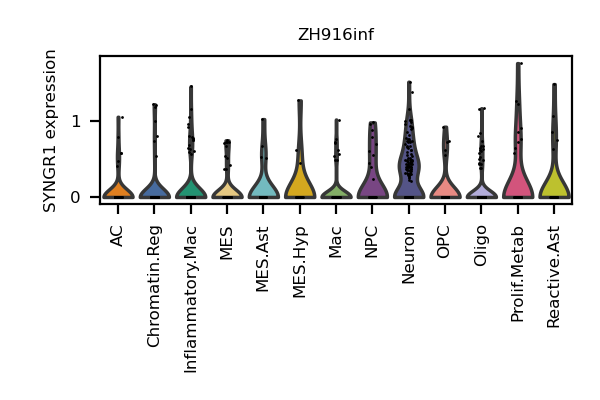 ZH916inf
SYNGR1 expression
1
0
AC
Chromatin.Reg
Inflammatory.Mac
MES
MES.Ast
MES.Hyp
Mac
NPC
Neuron
OPC
Oligo
Prolif.Metab
Reactive.Ast